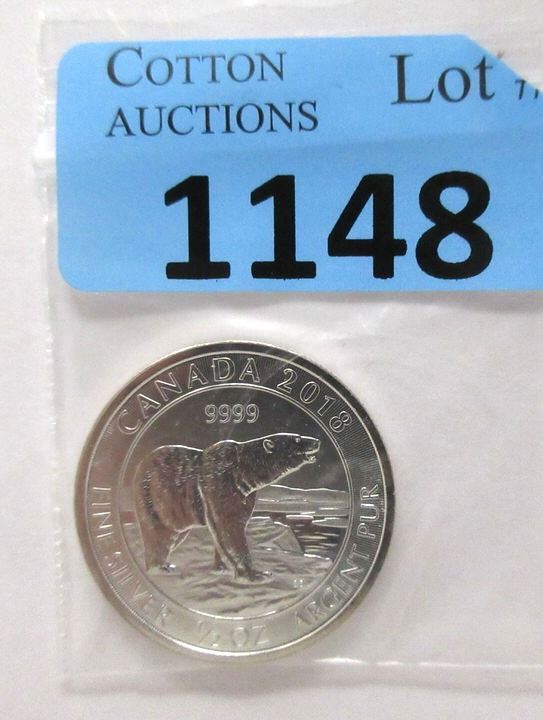 COTTON
AUCTIONS
Lot
1148
CANADA 2018
9999
FINE SILVER 1/2 OZ ARGENT PUR